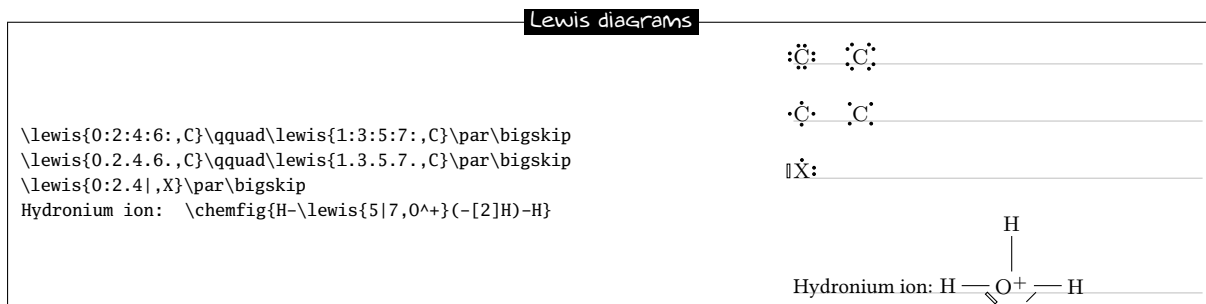 Lewis diagrams
\lewis{0:2:4:6:,C}\qquad\lewis{1:3:5:7:,C}\par\bigskip
\lewis{0.2.4.6.,C}\qquad\lewis{1.3.5.7.,C}\par\bigskip
\lewis{0:2.4|,X}\par\bigskip
Hydronium ion: \chemfig{H-\lewis{5|7,O^+}(-[2]H)-H}
C C
C C
X
H
Hydronium ion: H O+ H